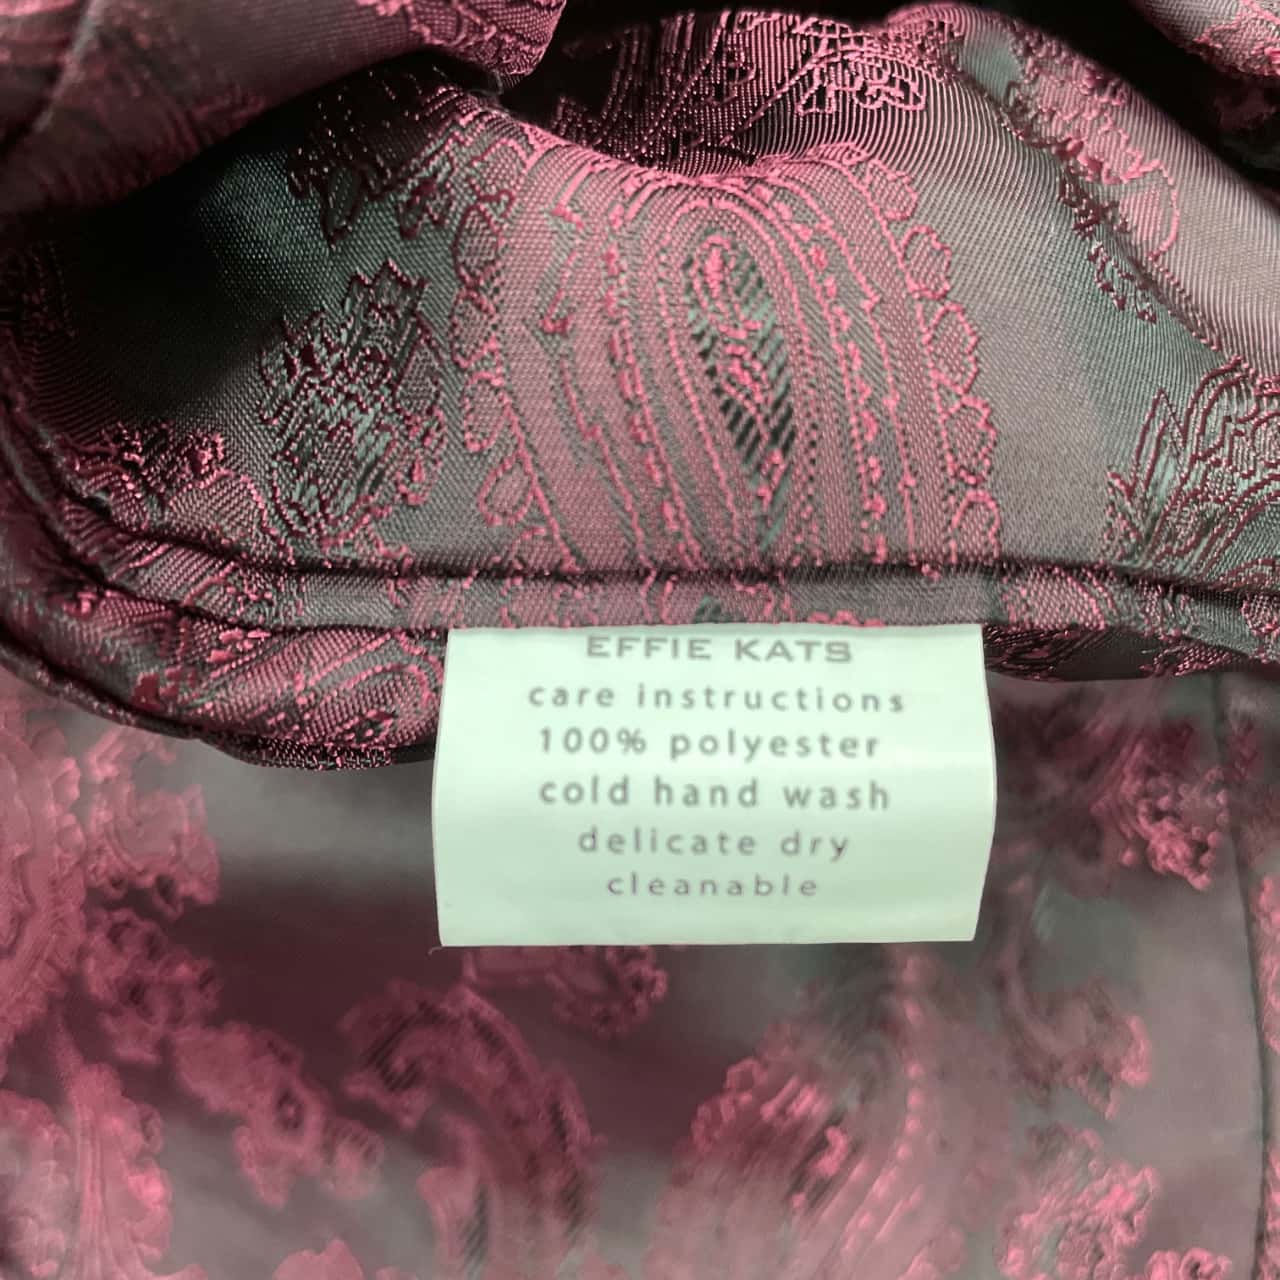 EFFIE KATS
care instructions
100% polyester
cold hand wash
delicate dry
cleanable